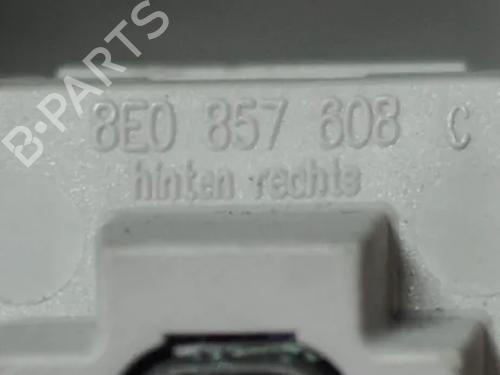 B-PARTS
8E0 857 608 C
hinten rechts